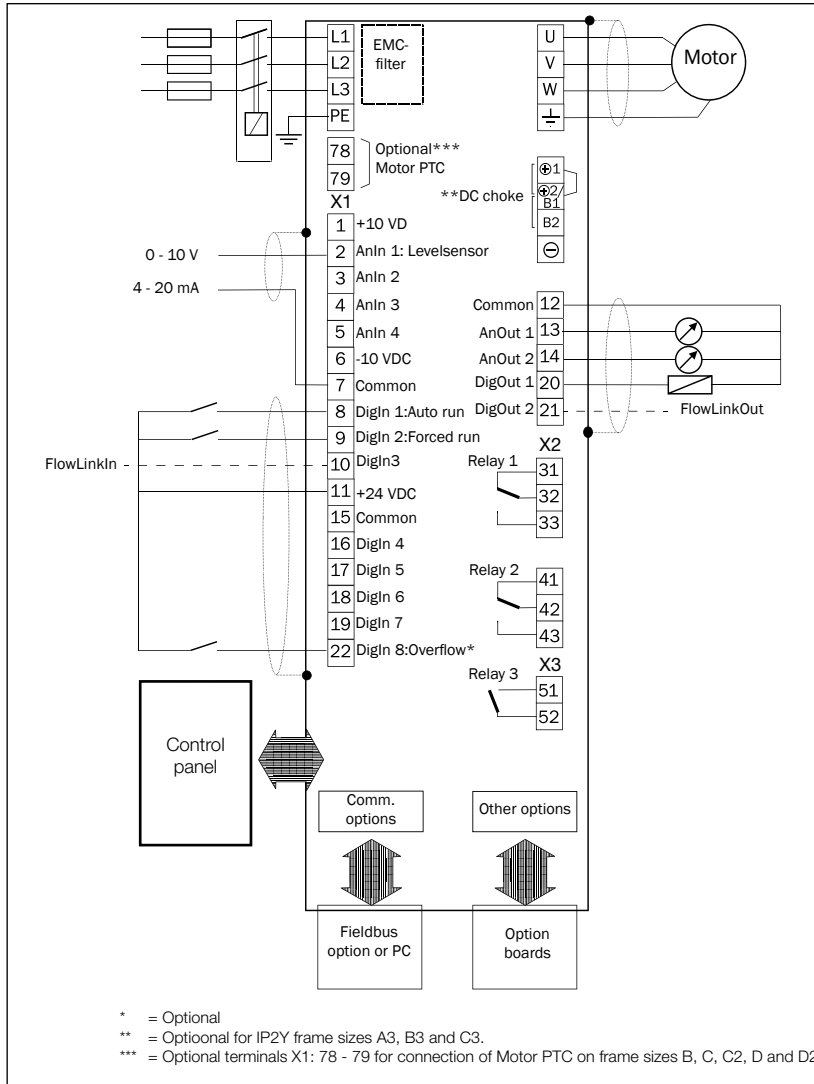 L1
L2
L3
PE
EMC-
filter
U
V
W
Motor
78
79
Optional***
Motor PTC
**DC choke
⊕1
⊕2/
B1
B2
⊖
X1
1 +10 VD
0 - 10 V
2 AnIn 1: Levelsensor
3 AnIn 2
4 - 20 mA
4 AnIn 3
5 AnIn 4
6 -10 VDC
7 Common
8 DigIn 1:Auto run
9 DigIn 2:Forced run
FlowLinkIn
10 DigIn3
11 +24 VDC
15 Common
16 DigIn 4
17 DigIn 5
18 DigIn 6
19 DigIn 7
22 DigIn 8:Overflow*
Common 12
AnOut 1 13
AnOut 2 14
DigOut 1 20
DigOut 2 21
FlowLinkOut
X2
Relay 1
31
32
33
Relay 2
41
42
43
X3
Relay 3
51
52
Control
panel
Comm.
options
Other options
Fieldbus
option or PC
Option
boards
* = Optional
** = Optioonal for IP2Y frame sizes A3, B3 and C3.
*** = Optional terminals X1: 78 - 79 for connection of Motor PTC on frame sizes B, C, C2, D and D2